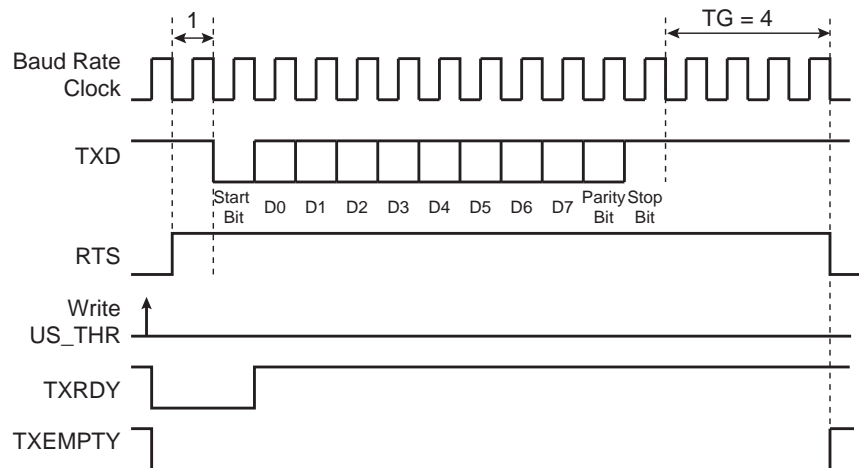 1
TG = 4
Baud Rate
Clock
TXD
Start
Bit
D0
D1
D2
D3
D4
D5
D6
D7
Parity
Bit
Stop
Bit
RTS
Write
US_THR
TXRDY
TXEMPTY